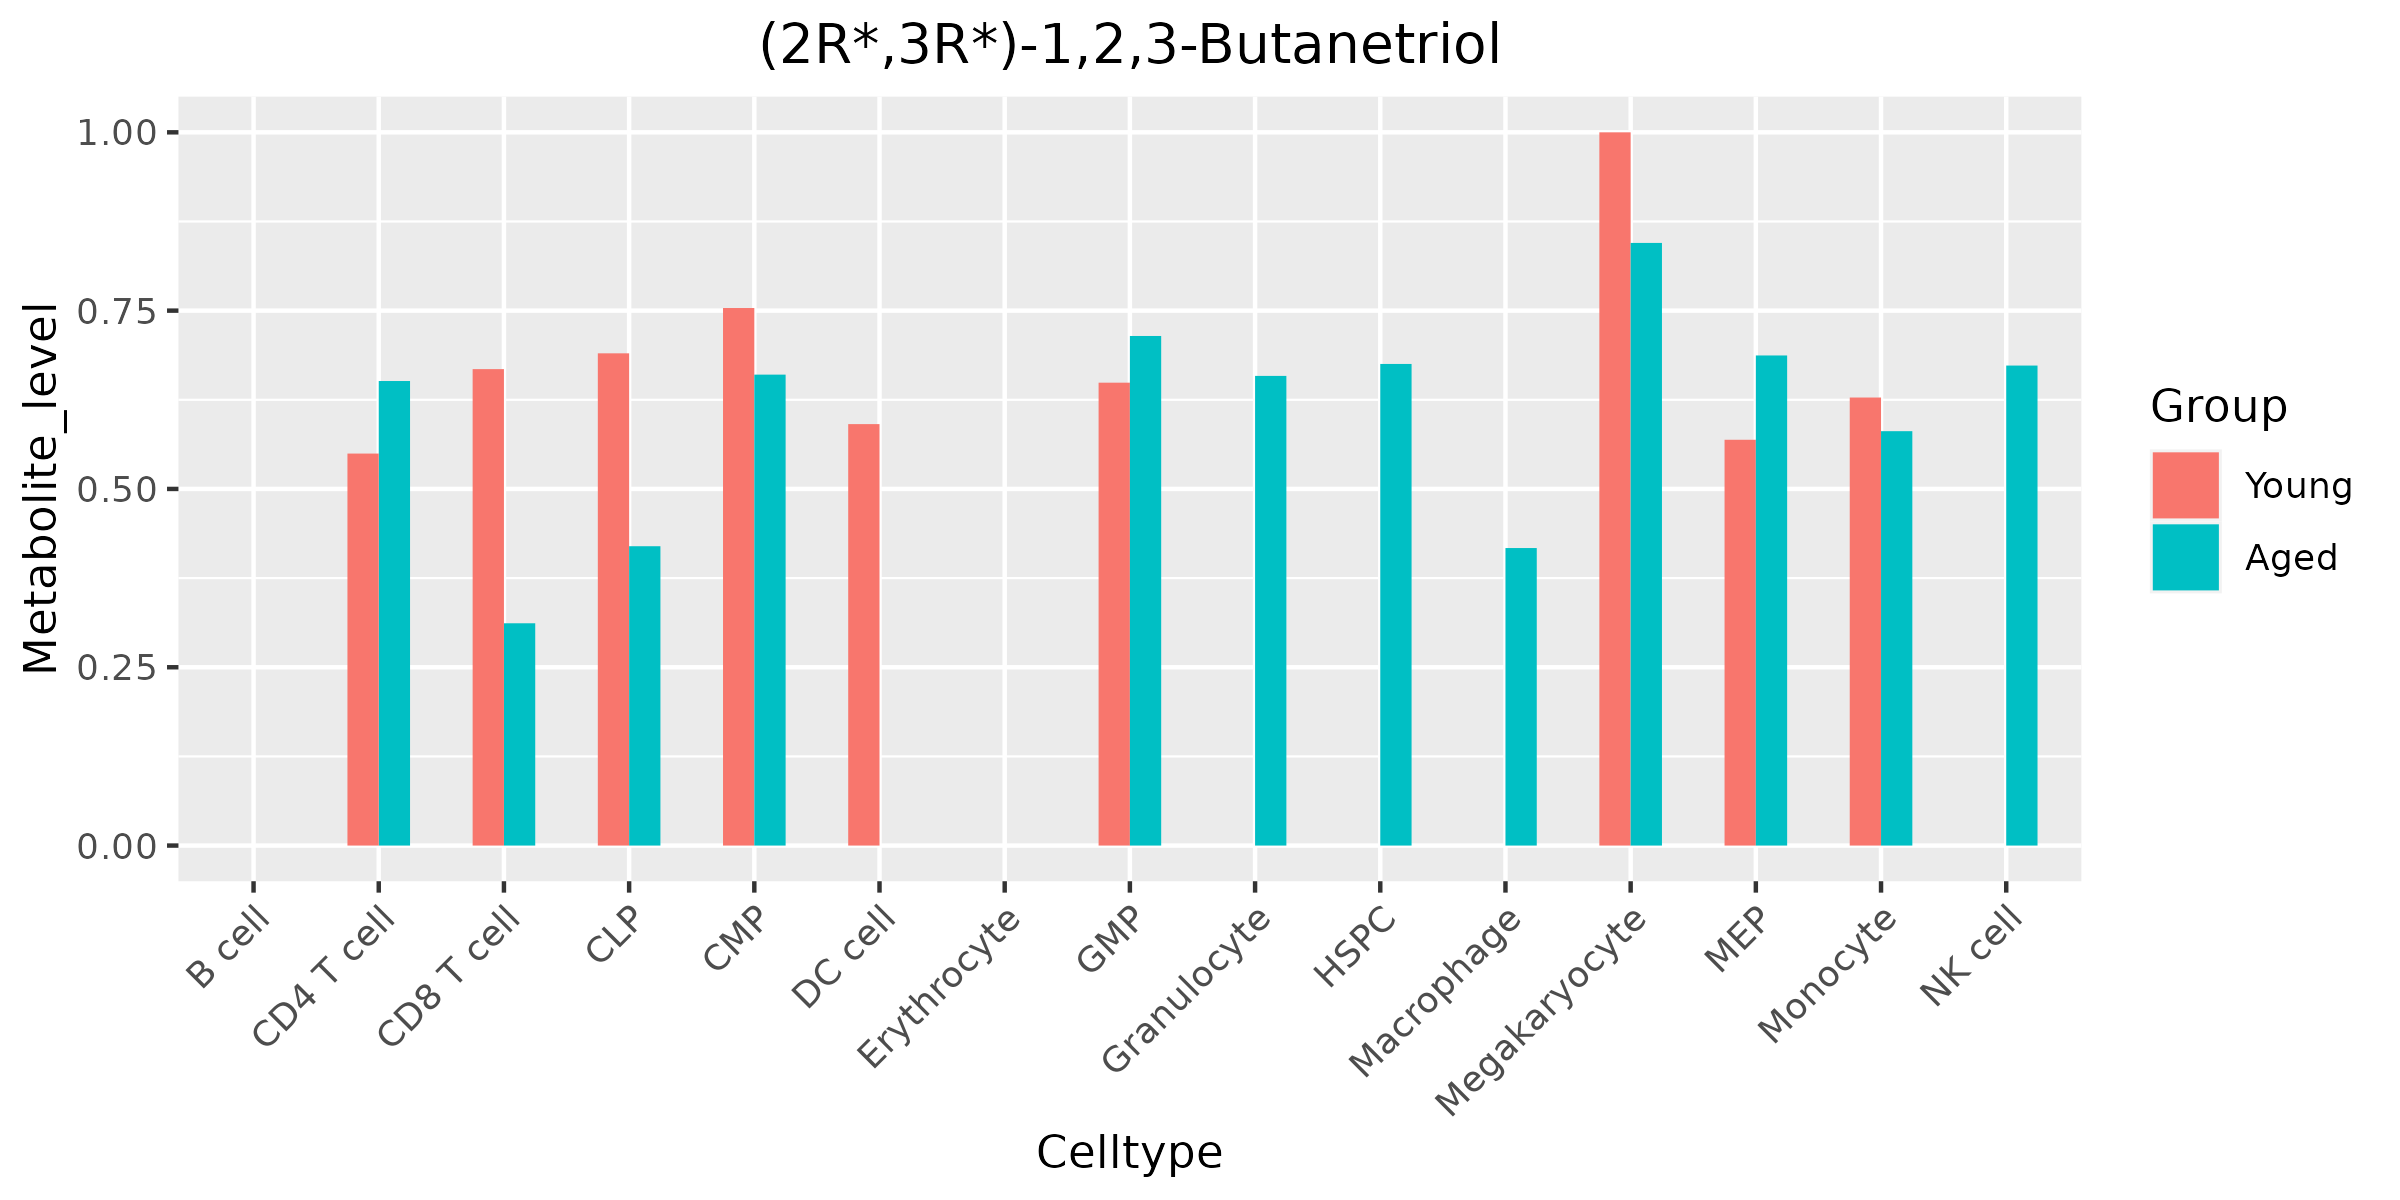 (2R*,3R*)-1,2,3-Butanetriol
Metabolite_level
1.00
0.75
0.50
0.25
0.00
B cell
CD4 T cell
CD8 T cell
CLP
CMP
DC cell
Erythrocyte
GMP
Granulocyte
HSPC
Macrophage
Megakaryocyte
MEP
Monocyte
NK cell
Celltype
Group
Young
Aged